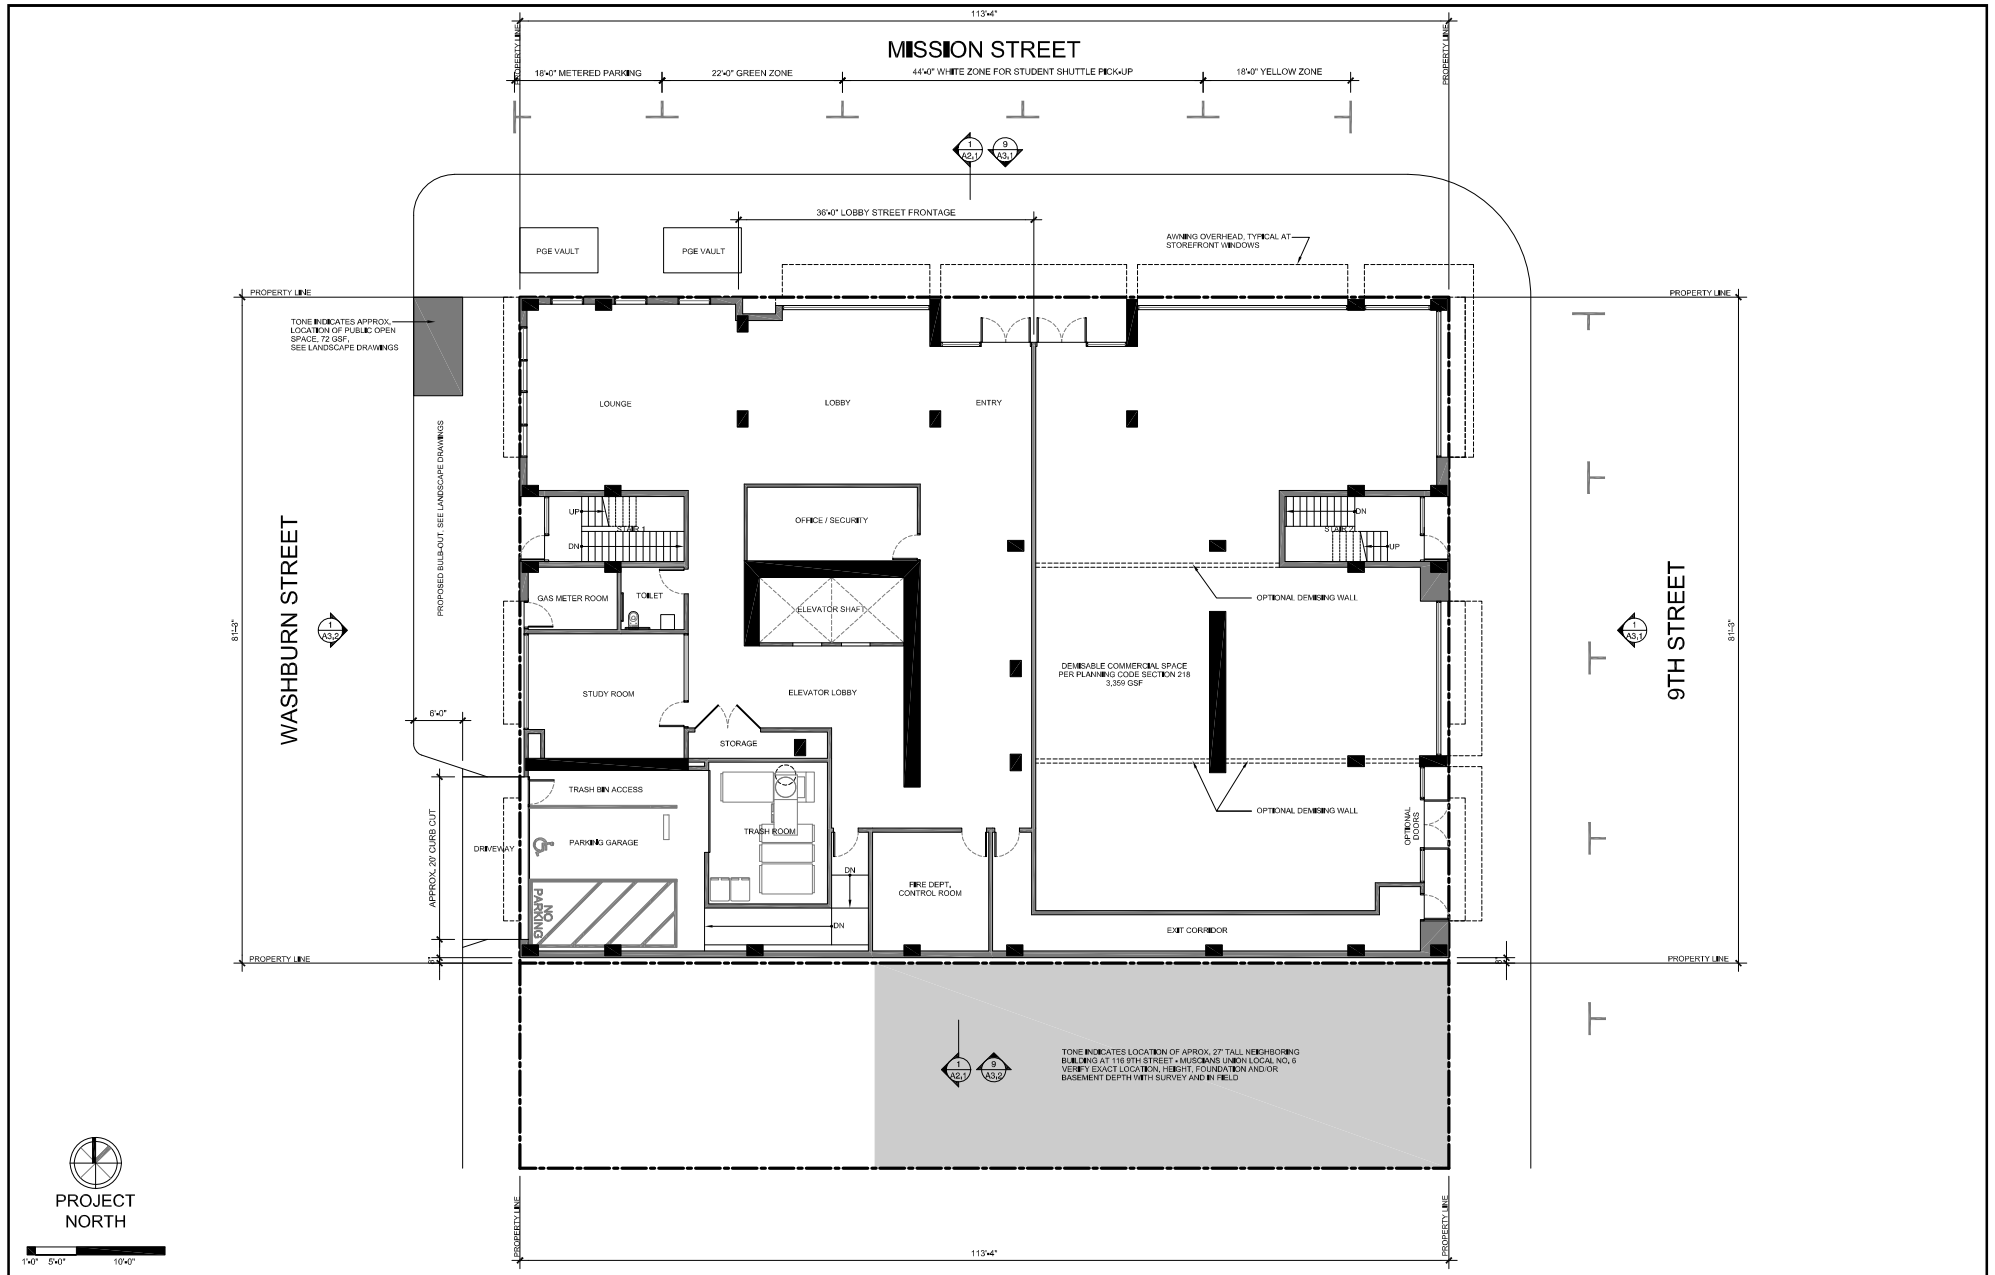 113'-4"
MISSION STREET
PROPERTY LINE
PROPERTY LINE
18'-0" METERED PARKING
22'-0" GREEN ZONE
44'-0" WHITE ZONE FOR STUDENT SHUTTLE PICK-UP
18'-0" YELLOW ZONE
1
A2.1
9
A3.1
36'-0" LOBBY STREET FRONTAGE
PGE VAULT
PGE VAULT
AWNING OVERHEAD, TYPICAL AT
STOREFRONT WINDOWS
PROPERTY LINE
PROPERTY LINE
TONE INDICATES APPROX.
LOCATION OF PUBLIC OPEN
SPACE, 72 GSF,
SEE LANDSCAPE DRAWINGS
LOUNGE
LOBBY
ENTRY
PROPOSED BULB-OUT, SEE LANDSCAPE DRAWINGS
WASHBURN STREET
81'-3"
1
A3.2
UP
STAIR 1
DN
OFFICE / SECURITY
DN
STAIR 2
UP
GAS METER ROOM
TOILET
ELEVATOR SHAFT
OPTIONAL DEMISING WALL
9TH STREET
81'-3"
1
A3.1
STUDY ROOM
ELEVATOR LOBBY
DEMISABLE COMMERCIAL SPACE
PER PLANNING CODE SECTION 218
3,359 GSF
6'-0"
STORAGE
TRASH BIN ACCESS
TRASH ROOM
PARKING GARAGE
DRIVEWAY
APPROX. 20' CURB CUT
NO
PARKING
OPTIONAL DEMISING WALL
OPTIONAL
DOORS
DN
FIRE DEPT.
CONTROL ROOM
DN
EXIT CORRIDOR
PROPERTY LINE
8"
8"
PROPERTY LINE
1
A2.1
9
A3.2
TONE INDICATES LOCATION OF APROX. 27' TALL NEIGHBORING
BUILDING AT 116 9TH STREET - MUSCIANS UNION LOCAL NO. 6
VERIFY EXACT LOCATION, HEIGHT, FOUNDATION AND/OR
BASEMENT DEPTH WITH SURVEY AND IN FIELD
PROJECT
NORTH
1'-0" 5'-0" 10'-0"
PROPERTY LINE
PROPERTY LINE
113'-4"